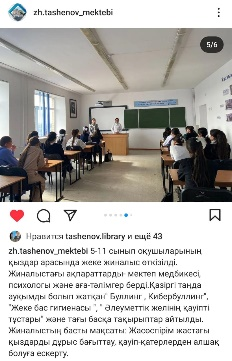 zh.tashenov_mektebi
5/6
Нравится tashenov.library и ещё 43
zh.tashenov_mektebi 5-11 сынып оқушыларының
қыздар арасында жеке жиналыс өткізілді.
Жиналыстағы ақпараттарды- мектеп медбикесі,
психологы және аға-тәлімгер берді.Қазіргі таңда
ауқымды болып жатқан" Буллинг , Кибербуллинг",
"Жеке бас гигиенасы ", " Әлеуметтік желінің қауіпті
тұстары" және тағы басқа тақырыптар айтылды.
Жиналыстың басты мақсаты: Жасөспірім жастағы
қыздарды дұрыс бағыттау, қауіп-қатерлерден алшақ
болуға ескерту.